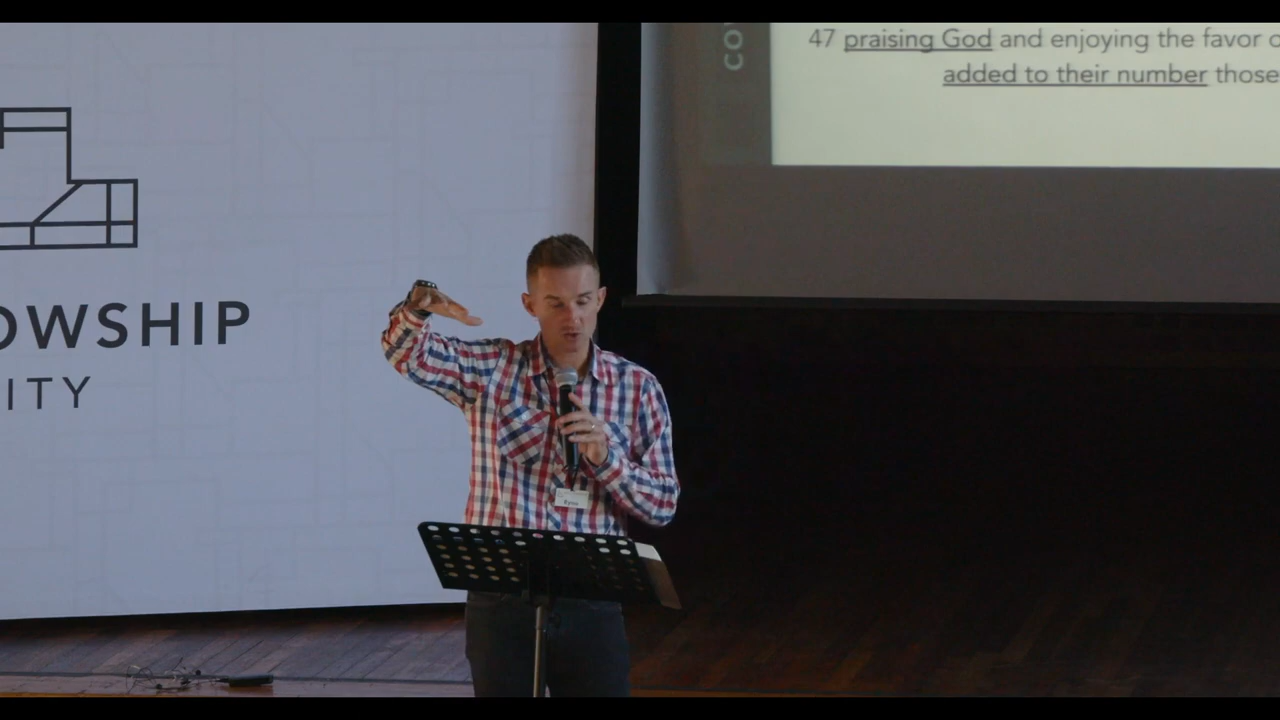 OWSHIP
ITY
CO
47 praising God and enjoying the favor o
added to their number those